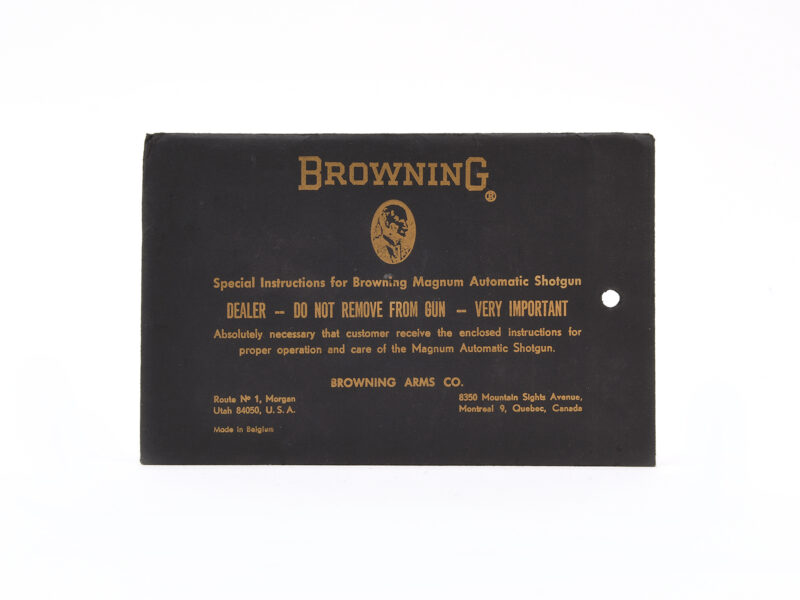 BROWNING
®
Special Instructions for Browning Magnum Automatic Shotgun
DEALER -- DO NOT REMOVE FROM GUN -- VERY IMPORTANT
Absolutely necessary that customer receive the enclosed instructions for
proper operation and care of the Magnum Automatic Shotgun.
BROWNING ARMS CO.
Route Nº 1, Morgan
Utah 84050, U. S. A.
8350 Mountain Sights Avenue,
Montreal 9, Quebec, Canada
Made in Belgium